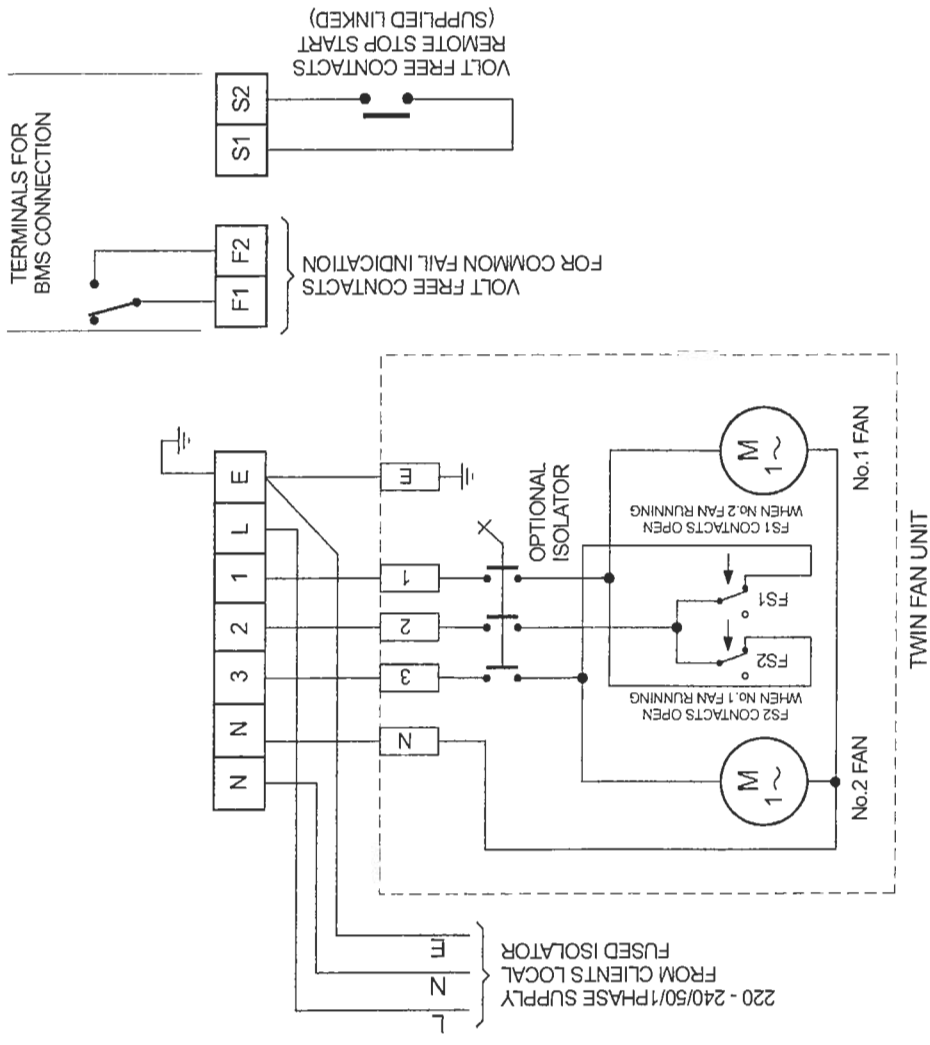 TERMINALS FOR
BMS CONNECTION
S2
S1
VOLT FREE CONTACTS
REMOTE STOP START
(SUPPLIED LINKED)
F2
F1
VOLT FREE CONTACTS
FOR COMMON FAIL INDICATION
E
L
1
2
3
N
N
E
1
2
3
N
OPTIONAL
ISOLATOR
M
1~
No.1 FAN
FS1 CONTACTS OPEN
WHEN No.2 FAN RUNNING
FS1
FS2
FS2 CONTACTS OPEN
WHEN No.1 FAN RUNNING
M
1~
No.2 FAN
TWIN FAN UNIT
E
N
L
220 - 240/50/1PHASE SUPPLY
FROM CLIENTS LOCAL
FUSED ISOLATOR